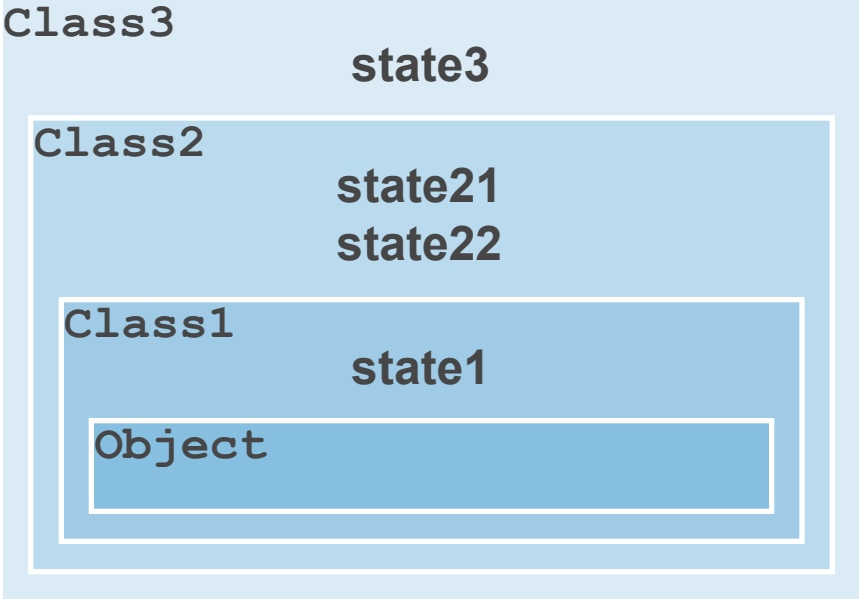 Class3
state3
Class2
state21
state22
Class1
state1
Object